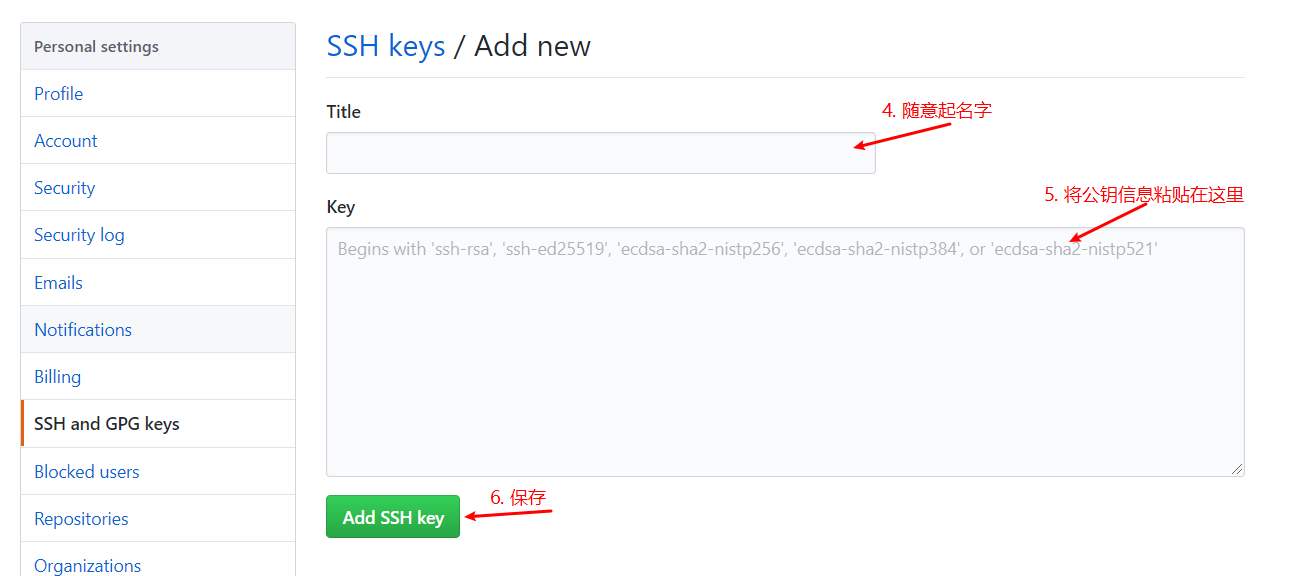 Personal settings
Profile
Account
Security
Security log
Emails
Notifications
Billing
SSH and GPG keys
Blocked users
Repositories
Organizations
SSH keys / Add new
Title
4. 随意起名字
5. 将公钥信息粘贴在这里
Key
Begins with 'ssh-rsa', 'ssh-ed25519', 'ecdsa-sha2-nistp256', 'ecdsa-sha2-nistp384', or 'ecdsa-sha2-nistp521'
6. 保存
Add SSH key